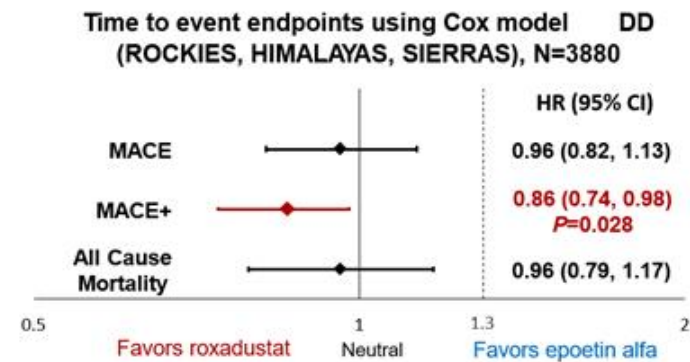 Time to event endpoints using Cox model DD
(ROCKIES, HIMALAYAS, SIERRAS), N=3880
HR (95% CI)
MACE 0.96 (0.82, 1.13)
MACE+ 0.86 (0.74, 0.98)
P=0.028
All Cause
Mortality 0.96 (0.79, 1.17)
0.5 1 1.3 2
Favors roxadustat Neutral Favors epoetin alfa